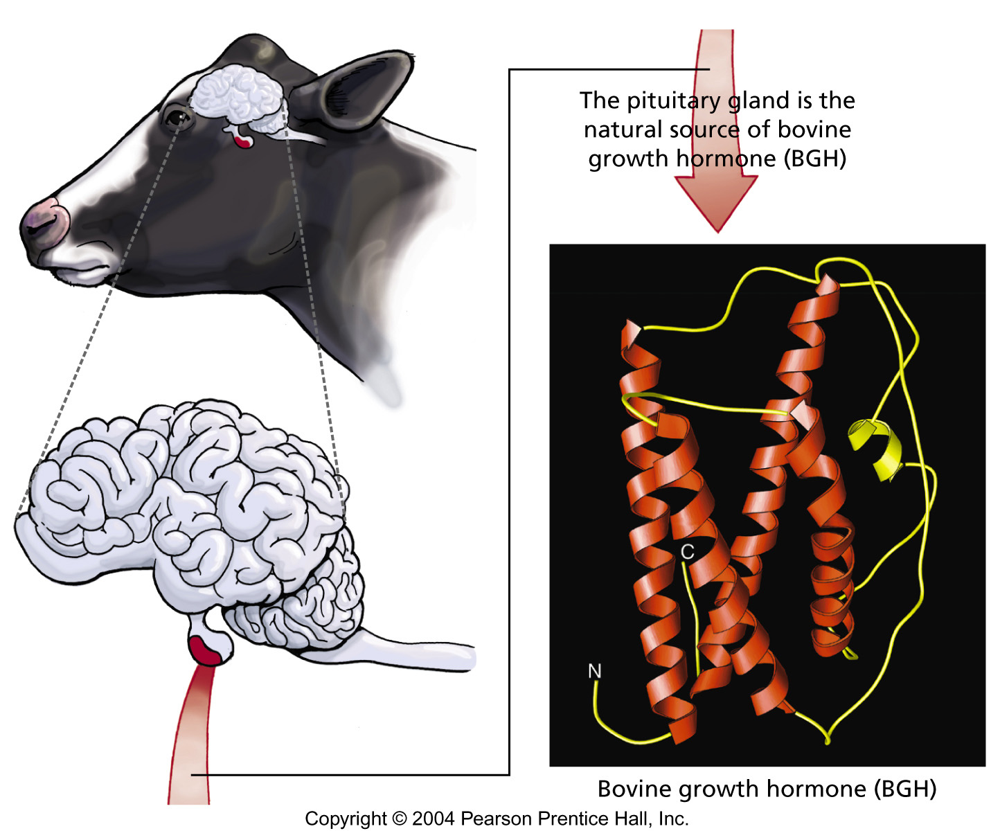 The pituitary gland is the
natural source of bovine
growth hormone (BGH)
C
N
Bovine growth hormone (BGH)
Copyright © 2004 Pearson Prentice Hall, Inc.